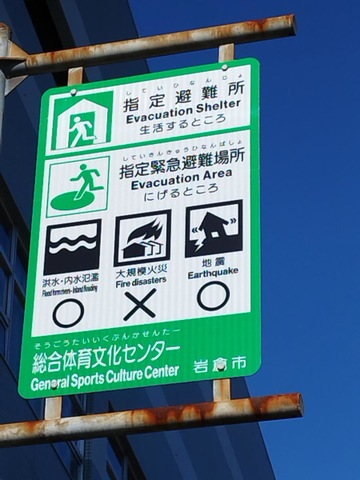 していひなんじょ
指定避難所
Evacuation Shelter
生活するところ
していきんきゅうひなんばしょ
指定緊急避難場所
Evacuation Area
にげるところ
洪水・内水氾濫
Flood from rivers・Inland flooding
大規模火災
Fire disasters
地震
Earthquake
そうごうたいいくぶんかせんたー
総合体育文化センター
General Sports Culture Center
岩倉市